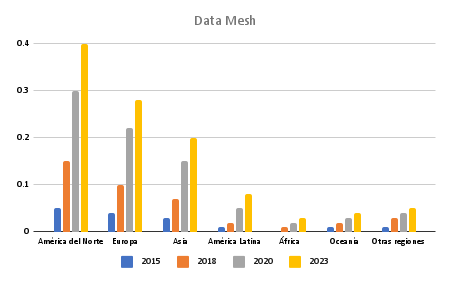 Data Mesh
0.4
0.3
0.2
0.1
0
América del Norte Europa Asia América Latina África Oceanía Otras regiones
2015 2018 2020 2023